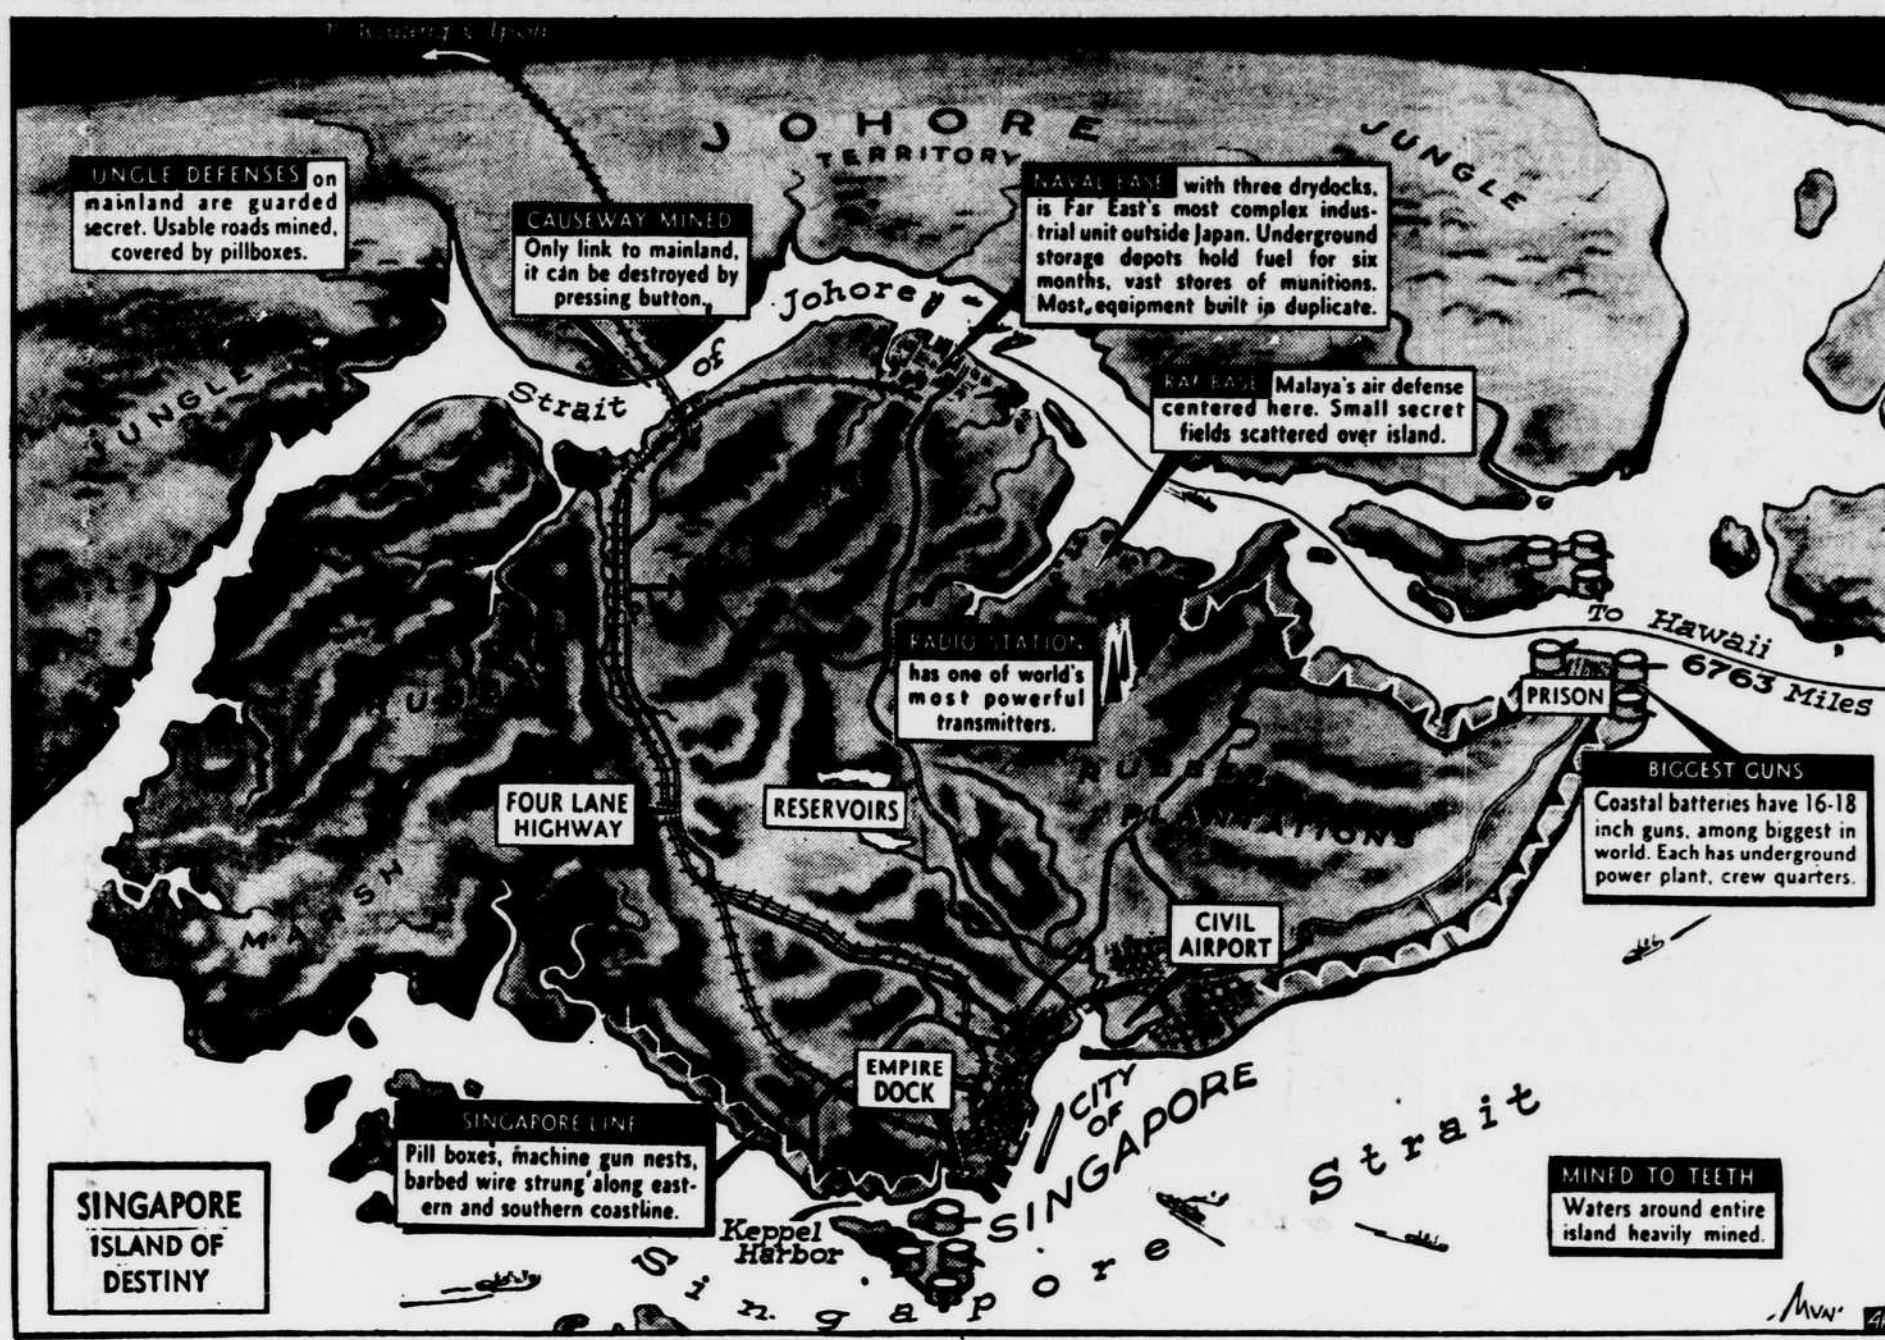 JOHORE
TERRITORY
JUNGLE
UNGLE DEFENSES on
mainland are guarded
secret. Usable roads mined,
covered by pillboxes.
CAUSEWAY MINED
Only link to mainland,
it can be destroyed by
pressing button.
NAVAL BASE with three drydocks,
is Far East's most complex indus-
trial unit outside Japan. Underground
storage depots hold fuel for six
months, vast stores of munitions.
Most equipment built in duplicate.
Strait of Johore
JUNGLE
RAF BASE Malaya's air defense
centered here. Small secret
fields scattered over island.
To Hawaii
6763 Miles
RADIO STATION
has one of world's
most powerful
transmitters.
PRISON
BIGGEST GUNS
Coastal batteries have 16-18
inch guns, among biggest in
world. Each has underground
power plant, crew quarters.
FOUR LANE
HIGHWAY
RESERVOIRS
RUBBER
PLANTATIONS
MARSH
CIVIL
AIRPORT
EMPIRE
DOCK
CITY
OF
SINGAPORE
SINGAPORE LINE
Pill boxes, machine gun nests,
barbed wire strung along east-
ern and southern coastline.
Keppel
Harbor
Singapore Strait
MINED TO TEETH
Waters around entire
island heavily mined.
SINGAPORE
ISLAND OF
DESTINY